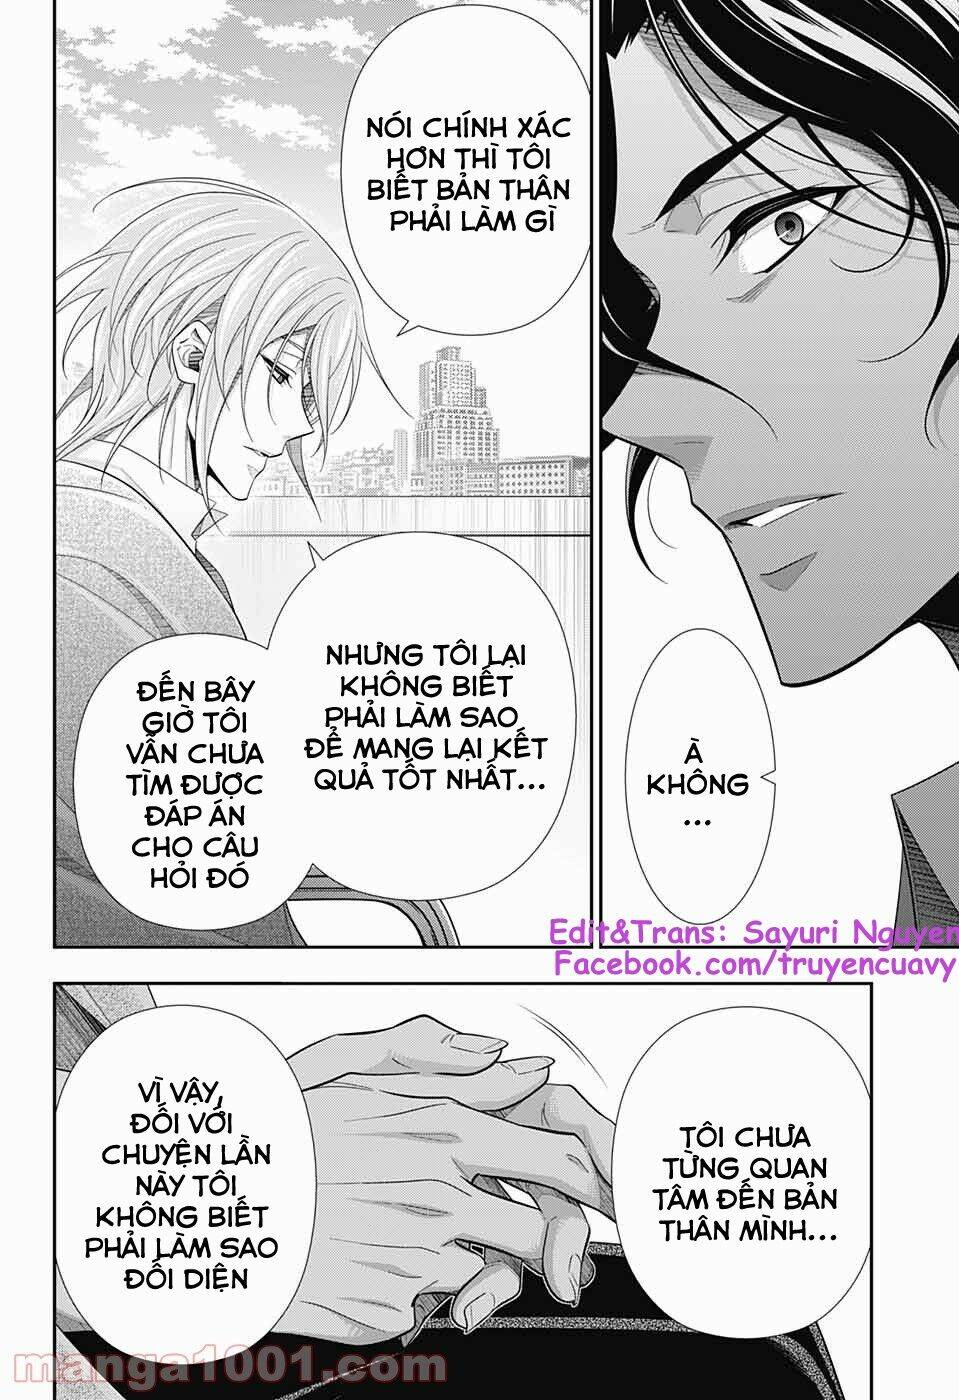 À
KHÔNG
...
NÓI CHÍNH XÁC
HƠN THÌ TÔI
BIẾT BẢN THÂN
PHẢI LÀM GÌ
NHƯNG TÔI LẠI
KHÔNG BIẾT
PHẢI LÀM SAO
ĐỂ MANG LẠI KẾT
QUẢ TỐT NHẤT...
ĐẾN BÂY
GIỜ TÔI
VẪN CHƯA
TÌM ĐƯỢC
ĐÁP ÁN
CHO CÂU
HỎI ĐÓ
Edit&Trans: Sayuri Nguyen
Facebook.com/truyencuavy
TÔI CHƯA
TỪNG QUAN
TÂM ĐẾN BẢN
THÂN MÌNH...
VÌ VẬY,
ĐỐI VỚI
CHUYỆN LẦN
NÀY TÔI
KHÔNG BIẾT
PHẢI LÀM SAO
ĐỐI DIỆN
manga1001.com